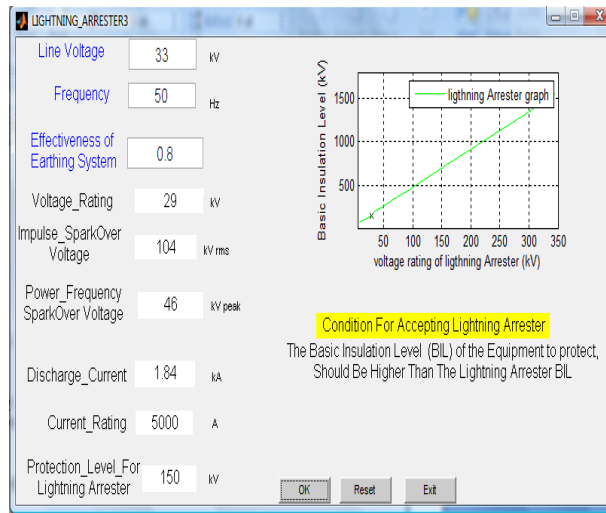 LIGHTNING_ARRESTER3
Line Voltage 33 kV
Frequency 50 Hz
Effectiveness of
Earthing System 0.8
Voltage_Rating 29 kV
Impulse_SparkOver
Voltage 104 kV rms
Power_Frequency
SparkOver Voltage 46 kV peak
Discharge_Current 1.84 kA
Current_Rating 5000 A
Protection_Level_For
Lightning Arrester 150 kV
Basic Insulation Level (kV)
1500
1000
500
ligthning Arrester graph
x
50 100 150 200 250 300 350
voltage rating of ligthning Arrester (kV)
Condition For Accepting Lightning Arrester
The Basic Insulation Level (BIL) of the Equipment to protect,
Should Be Higher Than The Lightning Arrester BIL
OK Reset Exit